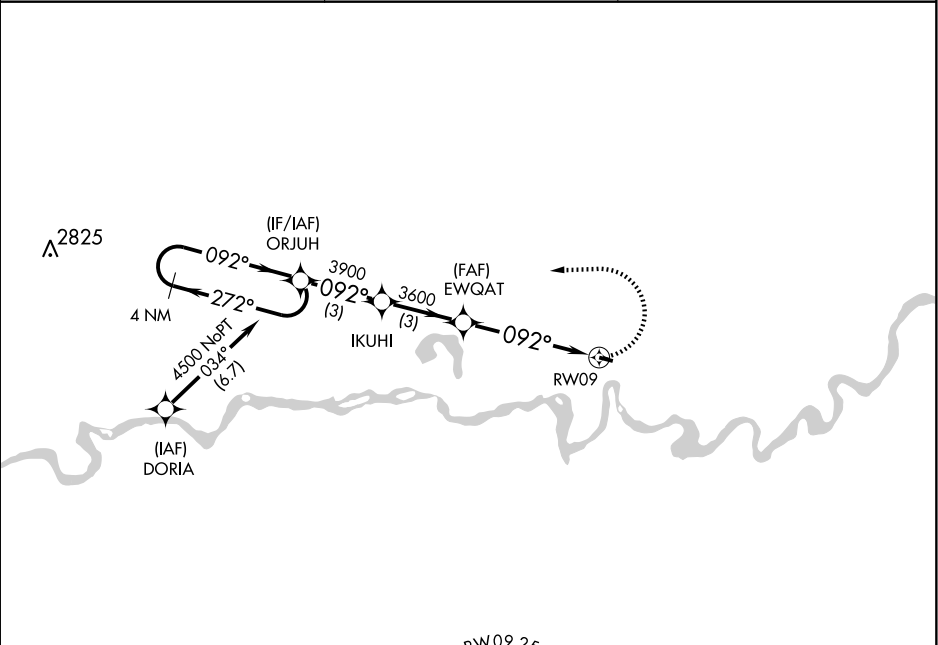 2825
(IF/IAF)
ORJUH
092°
3900
092°
(3)
(FAF)
EWQAT
3600
(3)
272°
4 NM
IKUHI
092°
4500 NoPT
034°
(6.7)
RW09
(IAF)
DORIA